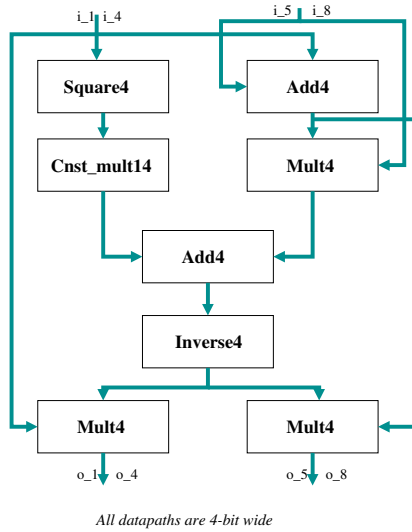 i_1 i_4
i_5 i_8
Square4
Add4
Cnst_mult14
Mult4
Add4
Inverse4
Mult4
Mult4
o_1 o_4
o_5 o_8
All datapaths are 4-bit wide